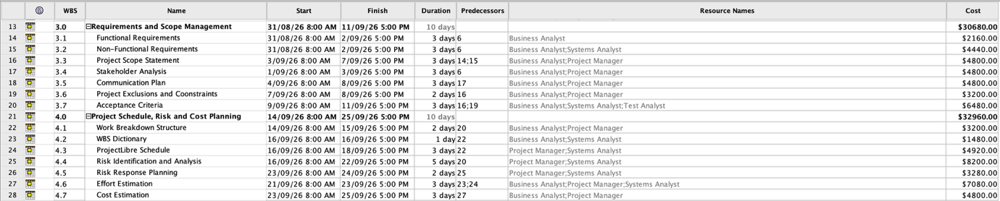 WBS Name Start Finish Duration Predecessors Resource Names Cost
13 3.0 Requirements and Scope Management 31/08/26 8:00 AM 11/09/26 5:00 PM 10 days $30680.00
14 3.1 Functional Requirements 31/08/26 8:00 AM 2/09/26 5:00 PM 3 days 6 Business Analyst $2160.00
15 3.2 Non-Functional Requirements 31/08/26 8:00 AM 2/09/26 5:00 PM 3 days 6 Business Analyst;Systems Analyst $4440.00
16 3.3 Project Scope Statement 3/09/26 8:00 AM 7/09/26 5:00 PM 3 days 14;15 Business Analyst;Project Manager $4800.00
17 3.4 Stakeholder Analysis 1/09/26 8:00 AM 3/09/26 5:00 PM 3 days 6 Business Analyst;Project Manager $4800.00
18 3.5 Communication Plan 4/09/26 8:00 AM 8/09/26 5:00 PM 3 days 17 Business Analyst;Project Manager $4800.00
19 3.6 Project Exclusions and Coonstraints 7/09/26 8:00 AM 8/09/26 5:00 PM 2 days 16 Business Analyst;Project Manager $3200.00
20 3.7 Acceptance Criteria 9/09/26 8:00 AM 11/09/26 5:00 PM 3 days 16;19 Business Analyst;Systems Analyst;Test Analyst $6480.00
21 4.0 Project Schedule, Risk and Cost Planning 14/09/26 8:00 AM 25/09/26 5:00 PM 10 days $32960.00
22 4.1 Work Breakdown Structure 14/09/26 8:00 AM 15/09/26 5:00 PM 2 days 20 Business Analyst;Project Manager $3200.00
23 4.2 WBS Dictionary 16/09/26 8:00 AM 16/09/26 5:00 PM 1 day 22 Business Analyst;Systems Analyst $1480.00
24 4.3 ProjectLibre Schedule 16/09/26 8:00 AM 18/09/26 5:00 PM 3 days 22 Project Manager;Systems Analyst $4920.00
25 4.4 Risk Identification and Analysis 16/09/26 8:00 AM 22/09/26 5:00 PM 5 days 20 Project Manager;Systems Analyst $8200.00
26 4.5 Risk Response Planning 23/09/26 8:00 AM 24/09/26 5:00 PM 2 days 25 Project Manager;Systems Analyst $3280.00
27 4.6 Effort Estimation 21/09/26 8:00 AM 23/09/26 5:00 PM 3 days 23;24 Business Analyst;Project Manager;Systems Analyst $7080.00
28 4.7 Cost Estimation 23/09/26 8:00 AM 25/09/26 5:00 PM 3 days 27 Business Analyst;Project Manager $4800.00